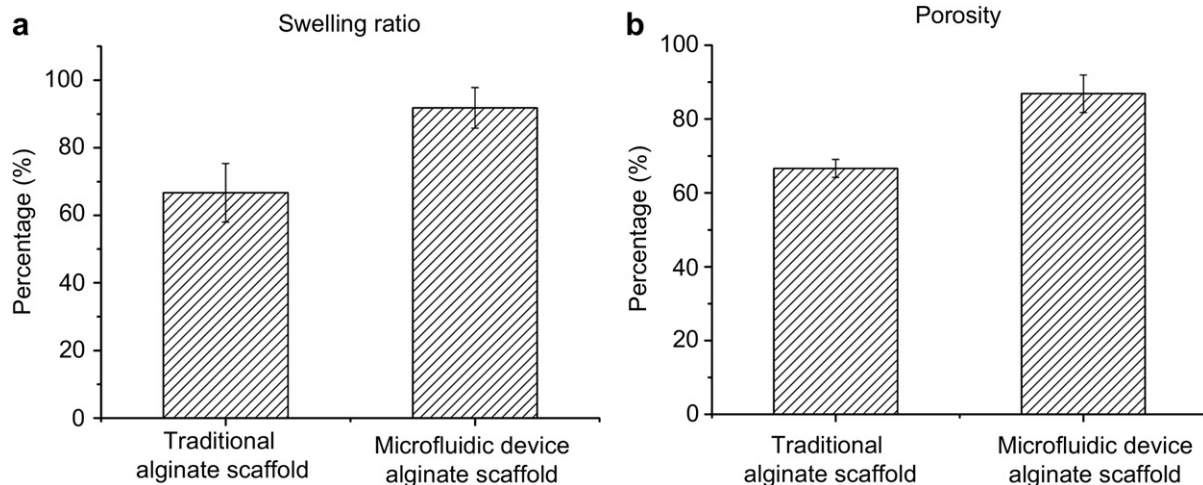 a
Swelling ratio
Percentage (%)
100
80
60
40
20
0
Traditional
alginate scaffold
Microfluidic device
alginate scaffold
b
Porosity
Percentage (%)
100
80
60
40
20
0
Traditional
alginate scaffold
Microfluidic device
alginate scaffold